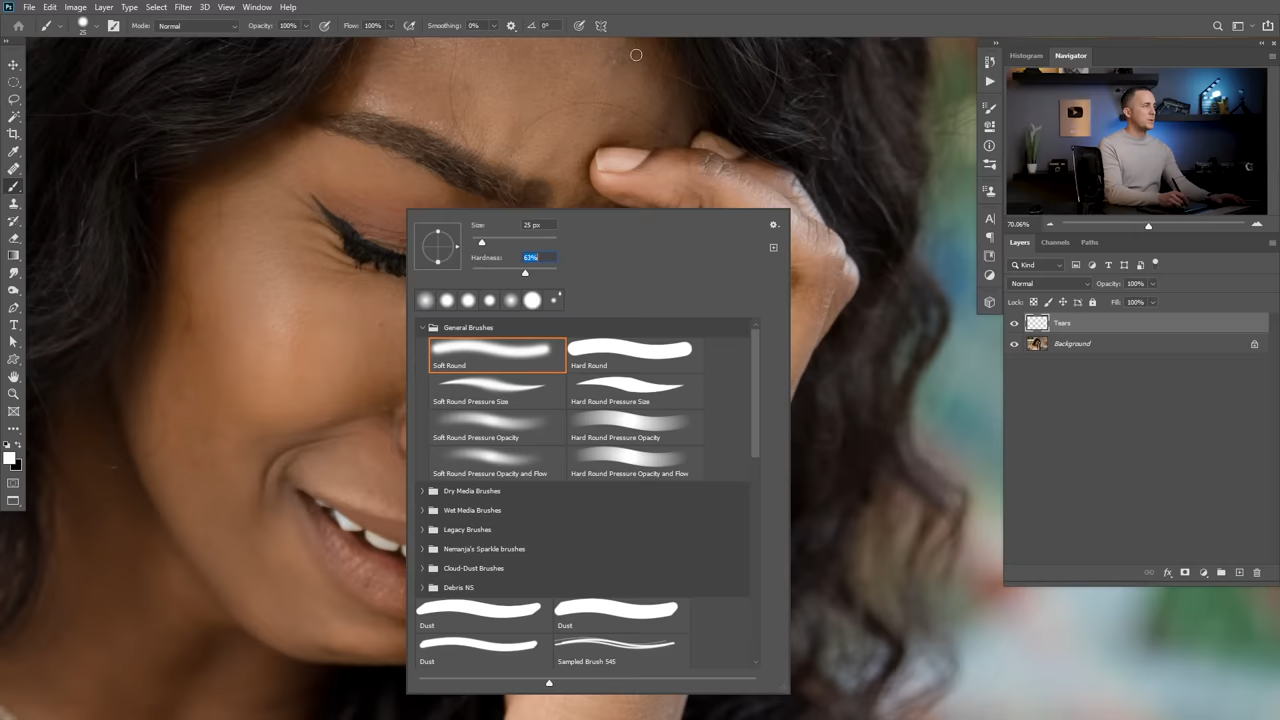 Ps File Edit Image Layer Type Select Filter 3D View Window Help
25 Mode: Normal Opacity: 100% Flow: 100% Smoothing: 0% 0°
Histogram Navigator
70.06%
Layers Channels Paths
Kind
Normal Opacity: 100%
Lock: Fill: 100%
Tears
Background
Size: 25 px
Hardness: 63%
General Brushes
Soft Round Hard Round
Soft Round Pressure Size Hard Round Pressure Size
Soft Round Pressure Opacity Hard Round Pressure Opacity
Soft Round Pressure Opacity and Flow Hard Round Pressure Opacity and Flow
Dry Media Brushes
Wet Media Brushes
Legacy Brushes
Nemanja's Sparkle brushes
Cloud-Dust Brushes
Debris NS
Dust Dust
Dust Sampled Brush 545